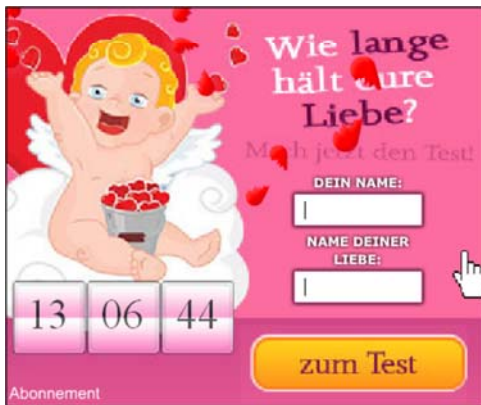 Wie lange
hält eure
Liebe?
Mach jetzt den Test!
DEIN NAME:
NAME DEINER
LIEBE:
13 06 44
zum Test
Abonnement